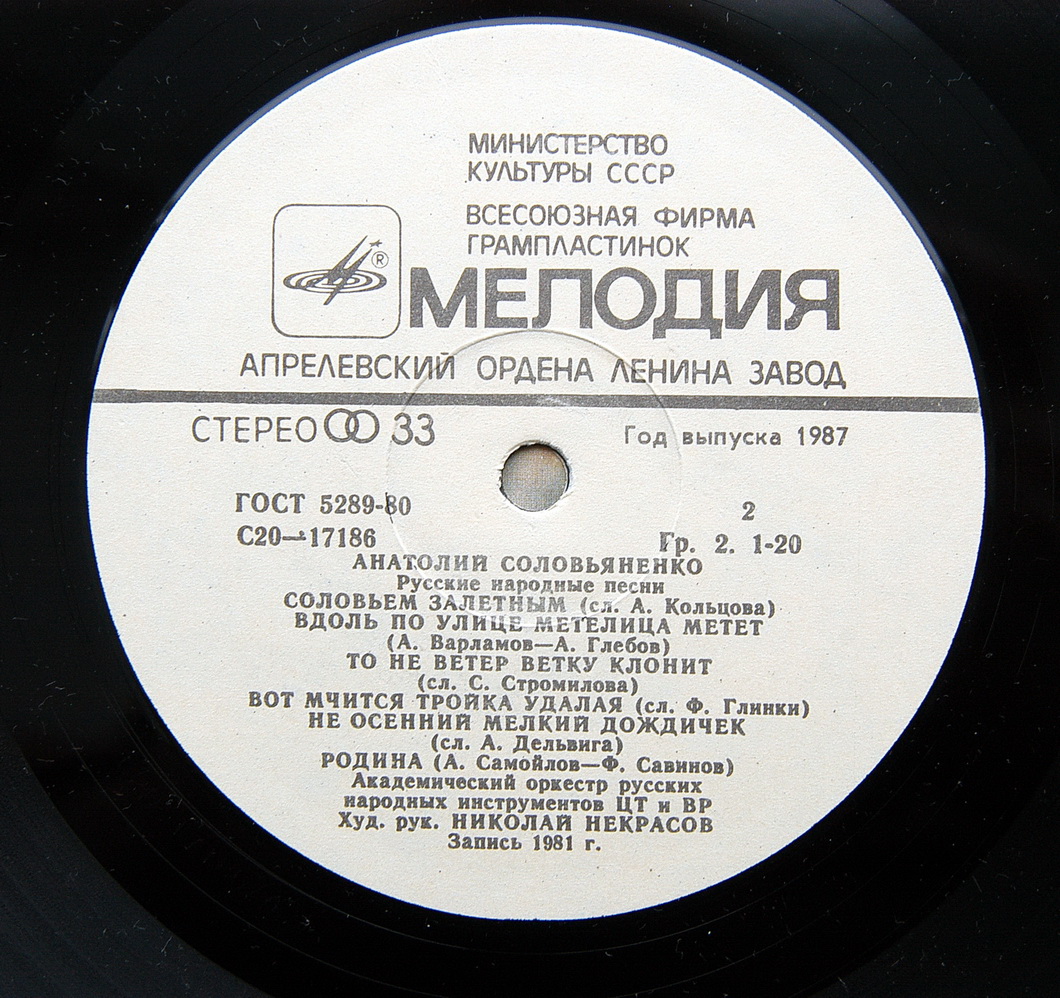 МИНИСТЕРСТВО
КУЛЬТУРЫ СССР
ВСЕСОЮЗНАЯ ФИРМА
ГРАМПЛАСТИНОК
®
МЕЛОДИЯ
АПРЕЛЕВСКИЙ ОРДЕНА ЛЕНИНА ЗАВОД
СТЕРЕО 33
Год выпуска 1987
ГОСТ 5289-80
2
С20—17186
Гр. 2. 1-20
АНАТОЛИЙ СОЛОВЬЯНЕНКО
Русские народные песни
СОЛОВЬЕМ ЗАЛЕТНЫМ (сл. А. Кольцова)
ВДОЛЬ ПО УЛИЦЕ МЕТЕЛИЦА МЕТЕТ
(А. Варламов—А. Глебов)
ТО НЕ ВЕТЕР ВЕТКУ КЛОНИТ
(сл. С. Стромилова)
ВОТ МЧИТСЯ ТРОЙКА УДАЛАЯ (сл. Ф. Глинки)
НЕ ОСЕННИЙ МЕЛКИЙ ДОЖДИЧЕК
(сл. А. Дельвига)
РОДИНА (А. Самойлов—Ф. Савинов)
Академический оркестр русских
народных инструментов ЦТ и ВР
Худ. рук. НИКОЛАЙ НЕКРАСОВ
Запись 1981 г.